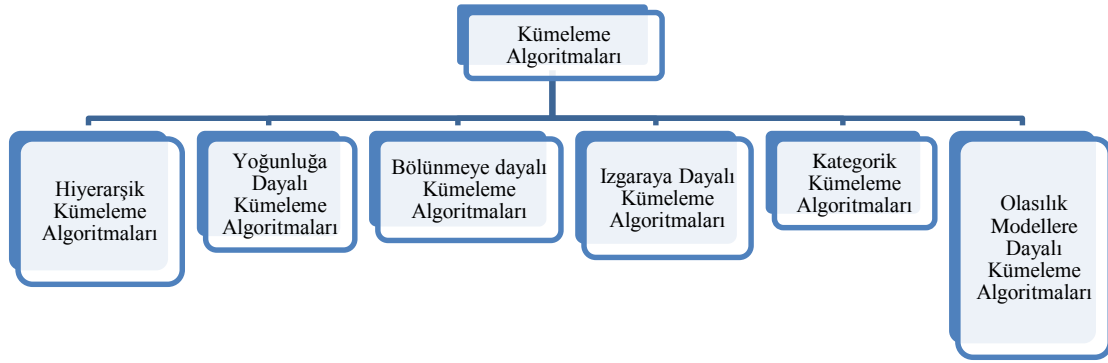 Kümeleme
Algoritmaları
Hiyerarşik
Kümeleme
Algoritmaları
Yoğunluğa
Dayalı
Kümeleme
Algoritmaları
Bölünmeye dayalı
Kümeleme
Algoritmaları
Izgaraya Dayalı
Kümeleme
Algoritmaları
Kategorik
Kümeleme
Algoritmaları
Olasılık
Modellere
Dayalı
Kümeleme
Algoritmaları